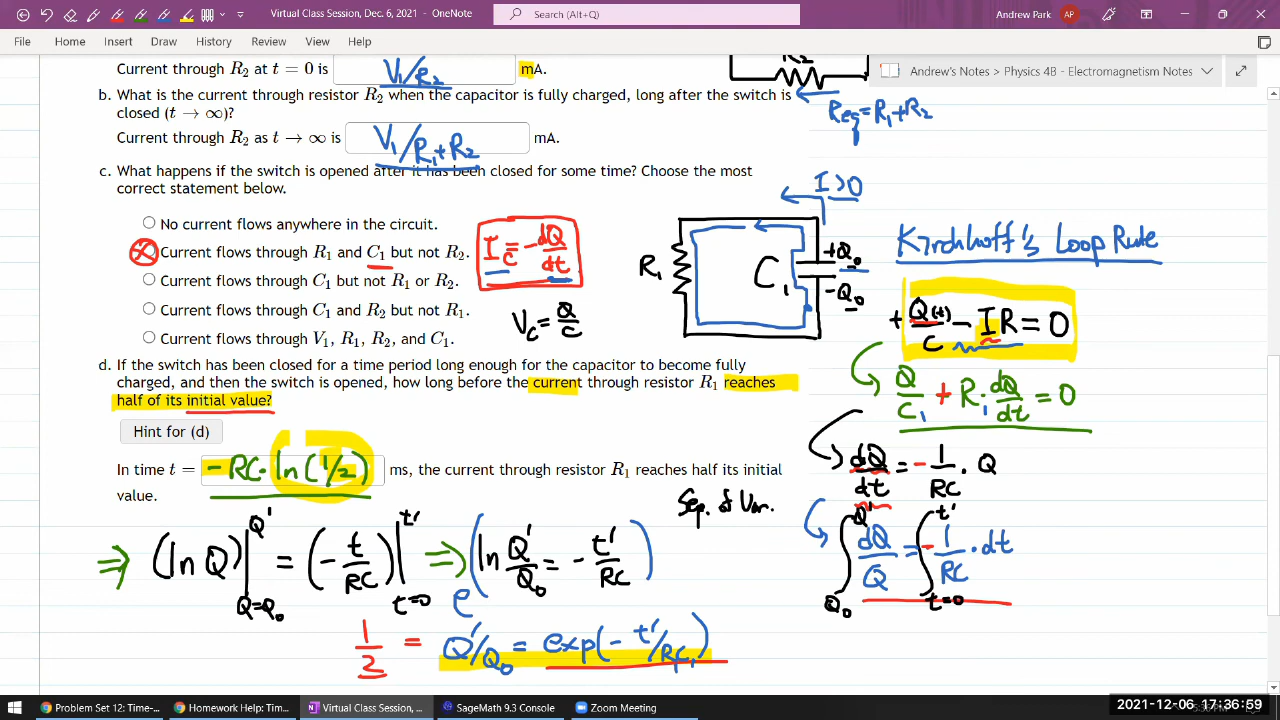 Virtual Class Session, Dec. 6, 2021 - OneNote
Search (Alt+Q)
Andrew Park
AP
File
Home
Insert
Draw
History
Review
View
Help
Andrew's Notes > Physics 4B - Electromagnetism Notes
R₂
Req = R₁+R₂
Current through R₂ at t = 0 is V₁/R₂ mA.
b. What is the current through resistor R₂ when the capacitor is fully charged, long after the switch is
closed (t → ∞)?
Current through R₂ as t → ∞ is V₁/R₁+R₂ mA.
c. What happens if the switch is opened after it has been closed for some time? Choose the most
correct statement below.
No current flows anywhere in the circuit.
Current flows through R₁ and C₁ but not R₂.
Current flows through C₁ but not R₁ or R₂.
Current flows through C₁ and R₂ but not R₁.
Current flows through V₁, R₁, R₂, and C₁.
I_c = -dQ/dt
V_C = Q/C
I>0
R₁
C₁
+Q₀
-Q₀
Kirchhoff's Loop Rule
+ Q(t)/C - IR = 0
Q/C₁ + R₁ · dQ/dt = 0
dQ/dt = - 1/RC · Q
∫_{Q₀}^{Q'} dQ/Q = ∫_{t=0}^{t'} - 1/RC · dt
d. If the switch has been closed for a time period long enough for the capacitor to become fully
charged, and then the switch is opened, how long before the current through resistor R₁ reaches
half of its initial value?
Hint for (d)
In time t = -RC·ln(1/2) ms, the current through resistor R₁ reaches half its initial
value.
Sep. of Var.
⇒ (ln Q)|_{Q=Q₀}^{Q'} = (- t/RC)|_{t=0}^{t'} ⇒ e^(ln Q'/Q₀ = - t'/RC)
1/2 = Q'/Q₀ = exp(- t'/RC₁)
Problem Set 12: Time-...
Homework Help: Tim...
Virtual Class Session,...
SageMath 9.3 Console
Zoom Meeting
2021-12-06 17:36:59